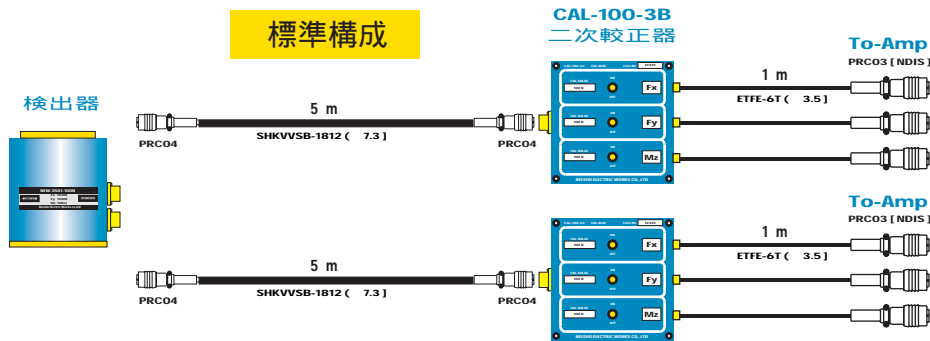 標準構成
CAL-100-3B
二次較正器
To-Amp
PRC03 [ NDIS ]
検出器
5 m
1 m
PRC04
SHKVVSB-1812 ( 7.3 ]
PRC04
ETFE-6T ( 3.5 ]
Fx
Fy
Mz
NISSHO ELECTRIC WORKS CO., LTD
To-Amp
PRC03 [ NDIS ]
5 m
1 m
PRC04
SHKVVSB-1812 ( 7.3 ]
PRC04
ETFE-6T ( 3.5 ]
Fx
Fy
Mz
NISSHO ELECTRIC WORKS CO., LTD